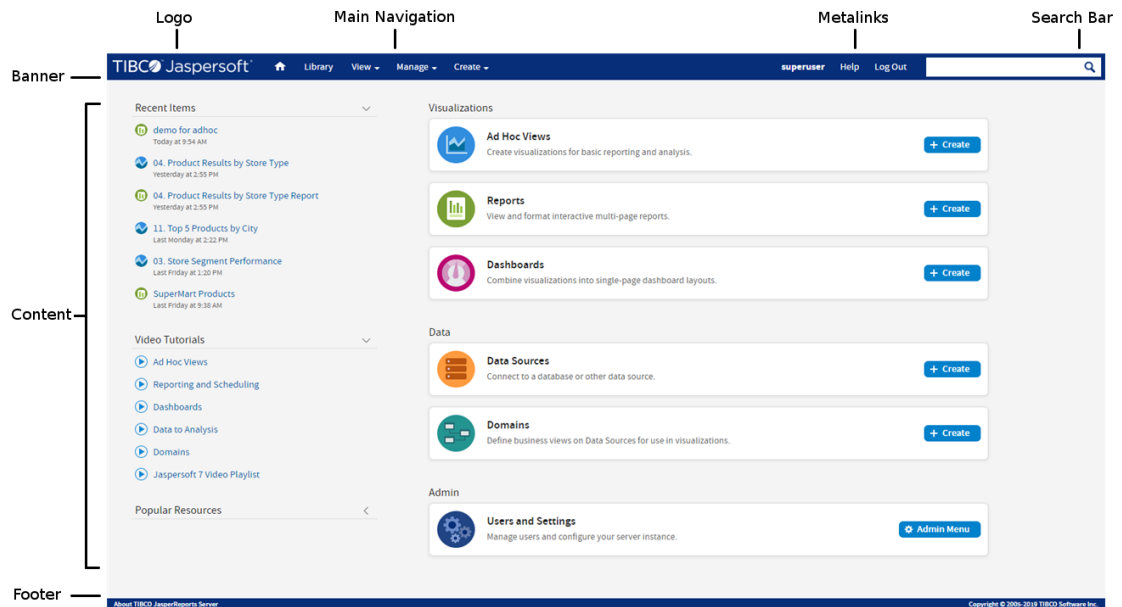 Logo
Main Navigation
Metalinks
Search Bar
Banner
TIBCO Jaspersoft
Library
View
Manage
Create
superuser
Help
Log Out
Content
Recent Items
demo for adhoc
Today at 9:54 AM
04. Product Results by Store Type
Yesterday at 2:55 PM
04. Product Results by Store Type Report
Yesterday at 2:55 PM
11. Top 5 Products by City
Last Monday at 2:22 PM
03. Store Segment Performance
Last Friday at 1:20 PM
SuperMart Products
Last Friday at 9:38 AM
Video Tutorials
Ad Hoc Views
Reporting and Scheduling
Dashboards
Data to Analysis
Domains
Jaspersoft 7 Video Playlist
Popular Resources
Visualizations
Ad Hoc Views
Create visualizations for basic reporting and analysis.
+ Create
Reports
View and format interactive multi-page reports.
+ Create
Dashboards
Combine visualizations into single-page dashboard layouts.
+ Create
Data
Data Sources
Connect to a database or other data source.
+ Create
Domains
Define business views on Data Sources for use in visualizations.
+ Create
Admin
Users and Settings
Manage users and configure your server instance.
Admin Menu
Footer
About TIBCO JasperReports Server
Copyright © 2005-2019 TIBCO Software Inc.